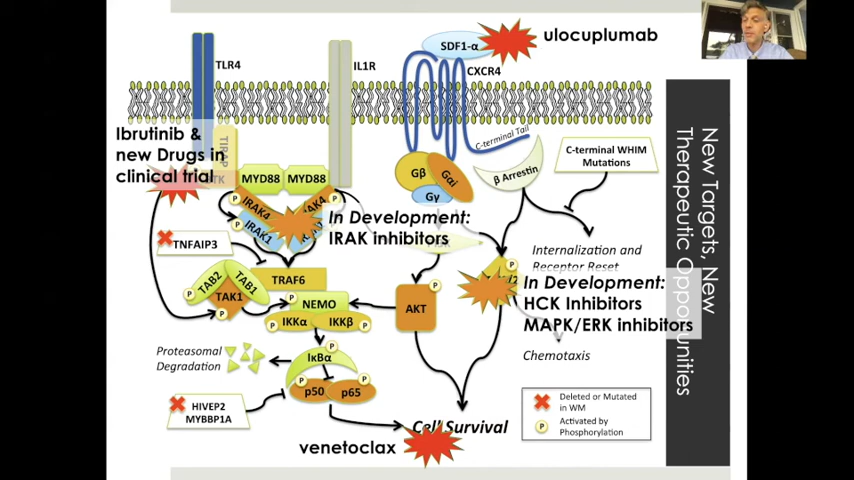 ulocuplumab
SDF1-α
TLR4
IL1R
CXCR4
C-terminal Tail
Ibrutinib &
new Drugs in
clinical trial
TIRAP
TK
MYD88
MYD88
Gβ
Gαi
Gγ
β Arrestin
C-terminal WHIM
Mutations
P
P
IRAK4
IRAK1
In Development:
IRAK inhibitors
TNFAIP3
Internalization and
Receptor Reset
P
In Development:
HCK Inhibitors
MAPK/ERK inhibitors
TAB2
TAB1
TAK1
P
P
TRAF6
P
NEMO
IKKα
IKKβ
P
P
AKT
P
Proteasomal
Degradation
IκBα
P
P
P
p50
p65
Chemotaxis
HIVEP2
MYBBP1A
Cell Survival
venetoclax
Deleted or Mutated
in WM
P
Activated by
Phosphorylation
New Targets, New
Therapeutic Opportunities